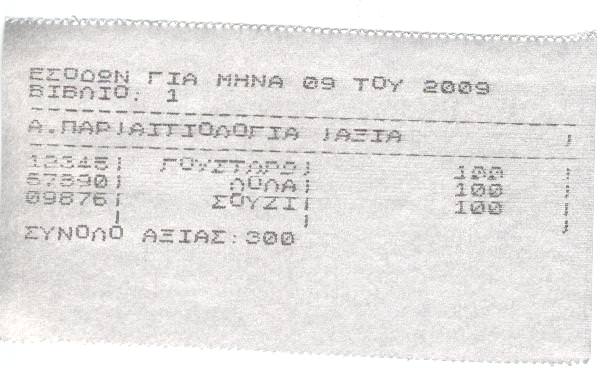 ΕΣΟΔΩΝ ΓΙΑ ΜΗΝΑ 09 ΤΟΥ 2009
ΒΙΒΛΙΟ: 1
--------------------------------
Α.ΠΑΡ|ΑΙΤΙΟΛΟΓΙΑ |ΑΞΙΑ |
--------------------------------
12345| ΓΟΥΣΤΑΡΩ| 100 |
67890| ΛΟΛΑ| 100 |
09876| ΣΟΥΖΙ| 100 |
| | |
ΣΥΝΟΛΟ ΑΞΙΑΣ:300